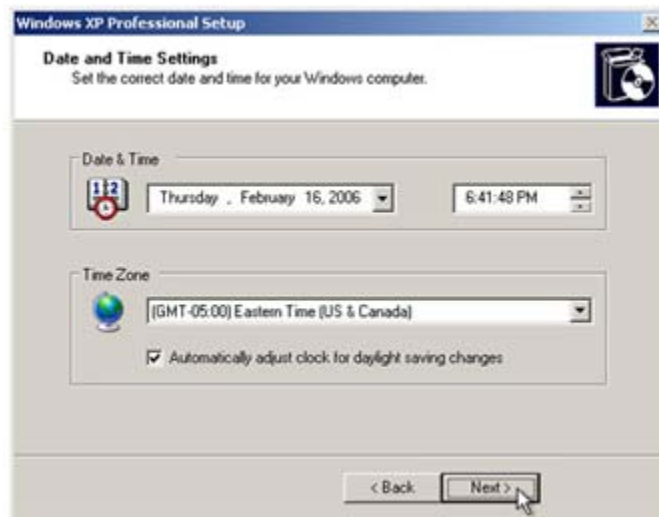 Windows XP Professional Setup
Date and Time Settings
Set the correct date and time for your Windows computer.
Date & Time
12
Thursday , February 16, 2006
6:41:48 PM
Time Zone
(GMT-05:00) Eastern Time (US & Canada)
Automatically adjust clock for daylight saving changes
< Back
Next >